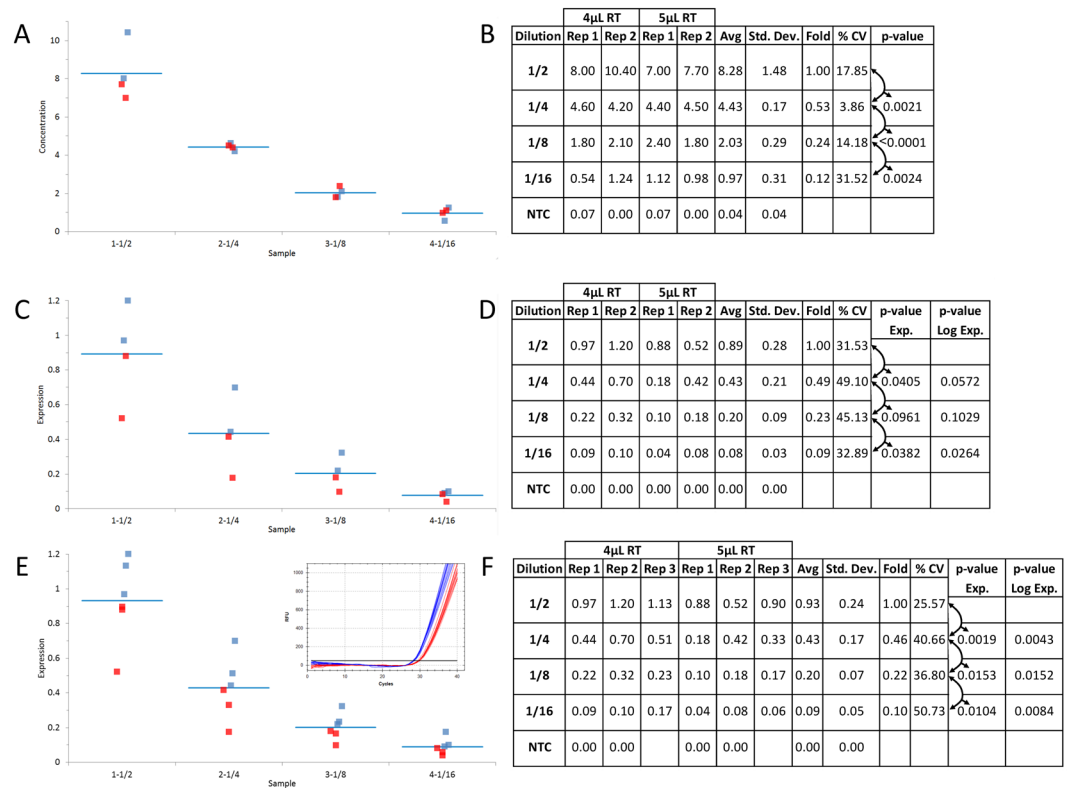 A
12
10
8
6
4
2
0
Concentration
1-1/2
2-1/4
3-1/8
4-1/16
Sample
B
4µL RT 5µL RT
Dilution Rep 1 Rep 2 Rep 1 Rep 2 Avg Std. Dev. Fold % CV p-value
1/2 8.00 10.40 7.00 7.70 8.28 1.48 1.00 17.85
1/4 4.60 4.20 4.40 4.50 4.43 0.17 0.53 3.86 0.0021
1/8 1.80 2.10 2.40 1.80 2.03 0.29 0.24 14.18 <0.0001
1/16 0.54 1.24 1.12 0.98 0.97 0.31 0.12 31.52 0.0024
NTC 0.07 0.00 0.07 0.00 0.04 0.04
C
1.2
1
0.8
0.6
0.4
0.2
0
Expression
1-1/2
2-1/4
3-1/8
4-1/16
Sample
D
4µL RT 5µL RT
Dilution Rep 1 Rep 2 Rep 1 Rep 2 Avg Std. Dev. Fold % CV p-value Exp. p-value Log Exp.
1/2 0.97 1.20 0.88 0.52 0.89 0.28 1.00 31.53
1/4 0.44 0.70 0.18 0.42 0.43 0.21 0.49 49.10 0.0405 0.0572
1/8 0.22 0.32 0.10 0.18 0.20 0.09 0.23 45.13 0.0961 0.1029
1/16 0.09 0.10 0.04 0.08 0.08 0.03 0.09 32.89 0.0382 0.0264
NTC 0.00 0.00 0.00 0.00 0.00 0.00
E
1.2
1
0.8
0.6
0.4
0.2
0
Expression
1-1/2
2-1/4
3-1/8
4-1/16
Sample
1000
800
600
400
200
0
RFU
0 10 20 30 40
Cycles
F
4µL RT 5µL RT
Dilution Rep 1 Rep 2 Rep 3 Rep 1 Rep 2 Rep 3 Avg Std. Dev. Fold % CV p-value Exp. p-value Log Exp.
1/2 0.97 1.20 1.13 0.88 0.52 0.90 0.93 0.24 1.00 25.57
1/4 0.44 0.70 0.51 0.18 0.42 0.33 0.43 0.17 0.46 40.66 0.0019 0.0043
1/8 0.22 0.32 0.23 0.10 0.18 0.17 0.20 0.07 0.22 36.80 0.0153 0.0152
1/16 0.09 0.10 0.17 0.04 0.08 0.06 0.09 0.05 0.10 50.73 0.0104 0.0084
NTC 0.00 0.00 0.00 0.00 0.00 0.00